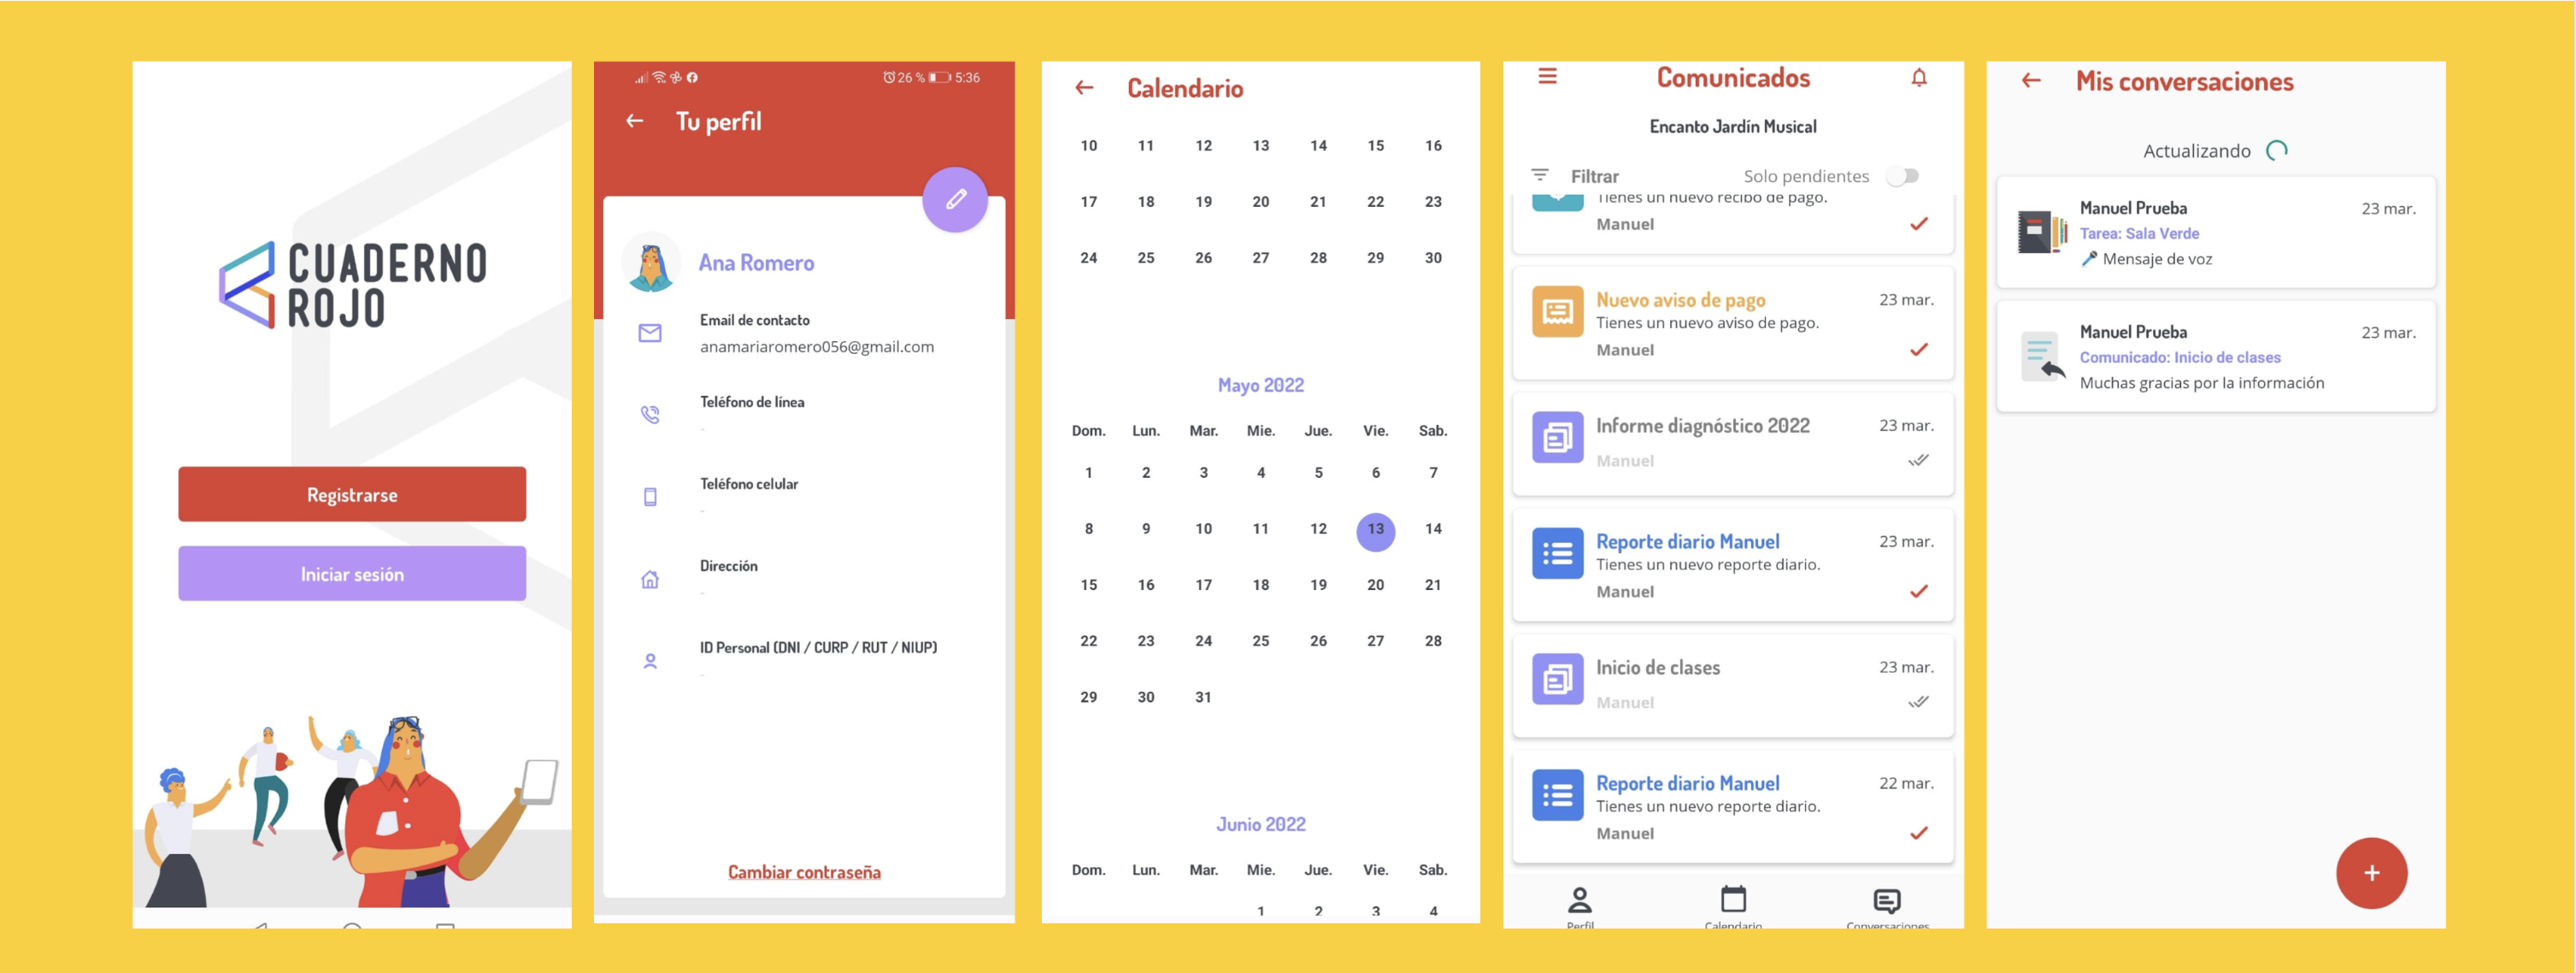 CUADERNO
ROJO
Registrarse
Iniciar sesión
26 % 5:36
Tu perfil
Ana Romero
Email de contacto
anamariaromero056@gmail.com
Teléfono de línea
-
Teléfono celular
-
Dirección
-
ID Personal (DNI / CURP / RUT / NIUP)
-
Cambiar contraseña
Calendario
10 11 12 13 14 15 16
17 18 19 20 21 22 23
24 25 26 27 28 29 30
Mayo 2022
Dom. Lun. Mar. Mie. Jue. Vie. Sab.
1 2 3 4 5 6 7
8 9 10 11 12 13 14
15 16 17 18 19 20 21
22 23 24 25 26 27 28
29 30 31
Junio 2022
Dom. Lun. Mar. Mie. Jue. Vie. Sab.
1 2 3 4
Comunicados
Encanto Jardín Musical
Filtrar Solo pendientes
Tienes un nuevo recibo de pago.
Manuel
Nuevo aviso de pago 23 mar.
Tienes un nuevo aviso de pago.
Manuel
Informe diagnóstico 2022 23 mar.
Manuel
Reporte diario Manuel 23 mar.
Tienes un nuevo reporte diario.
Manuel
Inicio de clases 23 mar.
Manuel
Reporte diario Manuel 22 mar.
Tienes un nuevo reporte diario.
Manuel
Perfil Calendario Conversaciones
Mis conversaciones
Actualizando
Manuel Prueba 23 mar.
Tarea: Sala Verde
Mensaje de voz
Manuel Prueba 23 mar.
Comunicado: Inicio de clases
Muchas gracias por la información
+